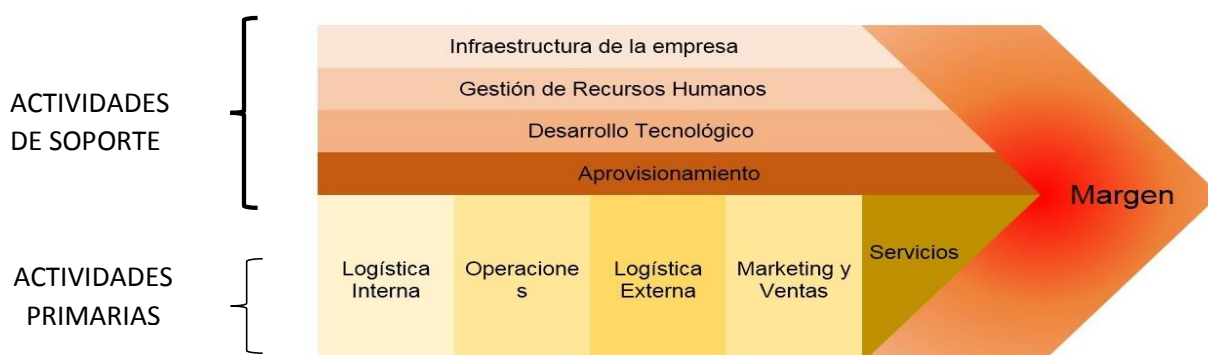 ACTIVIDADES
DE SOPORTE
Infraestructura de la empresa
Gestión de Recursos Humanos
Desarrollo Tecnológico
Aprovisionamiento
Margen
ACTIVIDADES
PRIMARIAS
Logística
Interna
Operacione
s
Logística
Externa
Marketing y
Ventas
Servicios